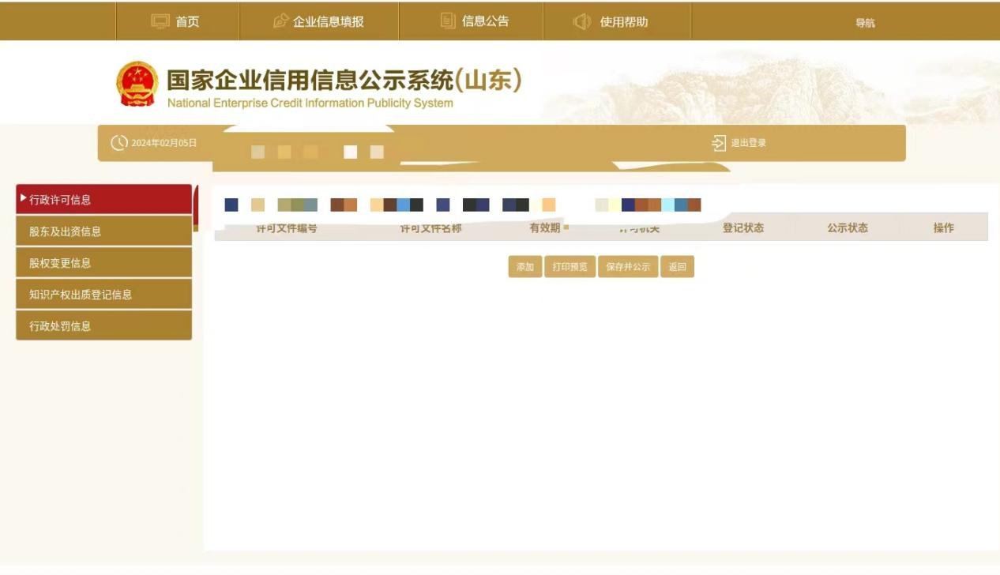 首页 企业信息填报 信息公告 使用帮助 导航
国家企业信用信息公示系统(山东)
National Enterprise Credit Information Publicity System
2024年02月05日 退出登录
行政许可信息
股东及出资信息
股权变更信息
知识产权出质登记信息
行政处罚信息
许可文件编号 许可文件名称 有效期 许可机关 登记状态 公示状态 操作
添加 打印预览 保存并公示 返回